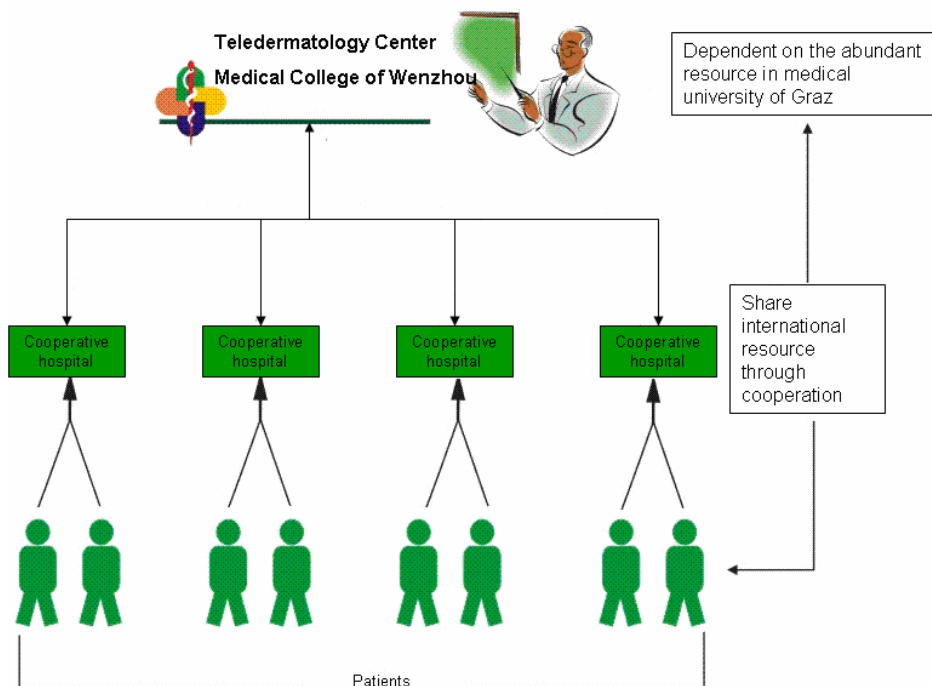 Teledermatology Center
Medical College of Wenzhou
Dependent on the abundant
resource in medical
university of Graz
Cooperative
hospital
Cooperative
hospital
Cooperative
hospital
Cooperative
hospital
Share
international
resource
through
cooperation
Patients